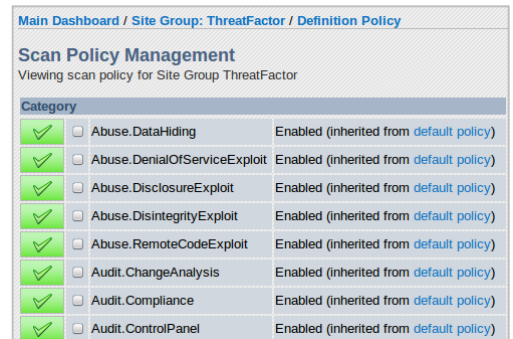 Main Dashboard / Site Group: ThreatFactor / Definition Policy
Scan Policy Management
Viewing scan policy for Site Group ThreatFactor
Category
Abuse.DataHiding Enabled (inherited from default policy)
Abuse.DenialOfServiceExploit Enabled (inherited from default policy)
Abuse.DisclosureExploit Enabled (inherited from default policy)
Abuse.DisintegrityExploit Enabled (inherited from default policy)
Abuse.RemoteCodeExploit Enabled (inherited from default policy)
Audit.ChangeAnalysis Enabled (inherited from default policy)
Audit.Compliance Enabled (inherited from default policy)
Audit.ControlPanel Enabled (inherited from default policy)